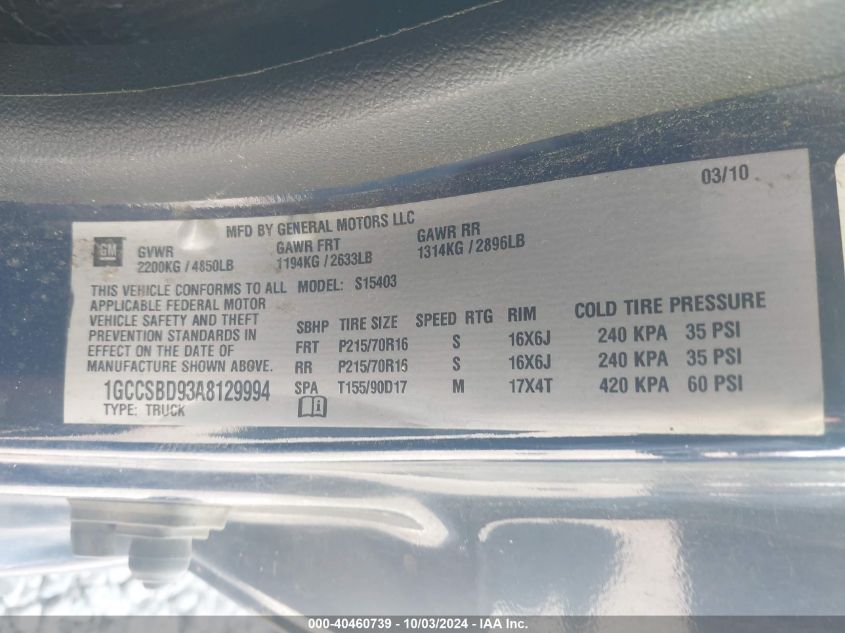 03/10
MFD BY GENERAL MOTORS LLC
GM
GVWR GAWR FRT GAWR RR
2200KG / 4850LB 1194KG / 2633LB 1314KG / 2896LB
THIS VEHICLE CONFORMS TO ALL MODEL: S15403
APPLICABLE FEDERAL MOTOR
VEHICLE SAFETY AND THEFT
PREVENTION STANDARDS IN
EFFECT ON THE DATE OF
MANUFACTURE SHOWN ABOVE.
SBHP TIRE SIZE SPEED RTG RIM COLD TIRE PRESSURE
FRT P215/70R16 S 16X6J 240 KPA 35 PSI
RR P215/70R16 S 16X6J 240 KPA 35 PSI
SPA T155/90D17 M 17X4T 420 KPA 60 PSI
1GCCSBD93A8129994
TYPE: TRUCK
000-40460739 - 10/03/2024 - IAA Inc.